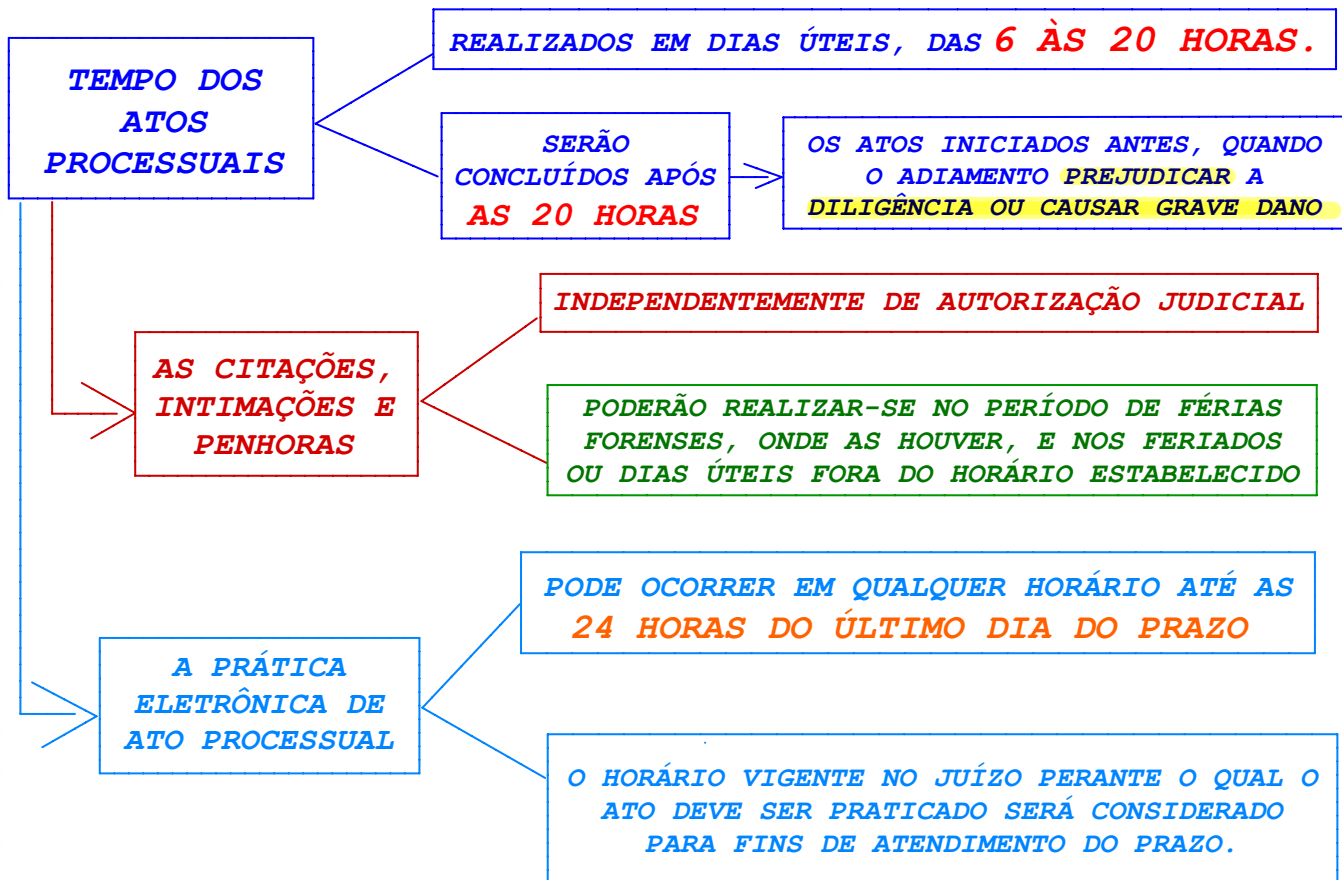 TEMPO DOS
ATOS
PROCESSUAIS
REALIZADOS EM DIAS ÚTEIS, DAS 6 ÀS 20 HORAS.
SERÃO
CONCLUÍDOS APÓS
AS 20 HORAS
OS ATOS INICIADOS ANTES, QUANDO
O ADIAMENTO PREJUDICAR A
DILIGÊNCIA OU CAUSAR GRAVE DANO
AS CITAÇÕES,
INTIMAÇÕES E
PENHORAS
INDEPENDENTEMENTE DE AUTORIZAÇÃO JUDICIAL
PODERÃO REALIZAR-SE NO PERÍODO DE FÉRIAS
FORENSES, ONDE AS HOUVER, E NOS FERIADOS
OU DIAS ÚTEIS FORA DO HORÁRIO ESTABELECIDO
A PRÁTICA
ELETRÔNICA DE
ATO PROCESSUAL
PODE OCORRER EM QUALQUER HORÁRIO ATÉ AS
24 HORAS DO ÚLTIMO DIA DO PRAZO
O HORÁRIO VIGENTE NO JUÍZO PERANTE O QUAL O
ATO DEVE SER PRATICADO SERÁ CONSIDERADO
PARA FINS DE ATENDIMENTO DO PRAZO.